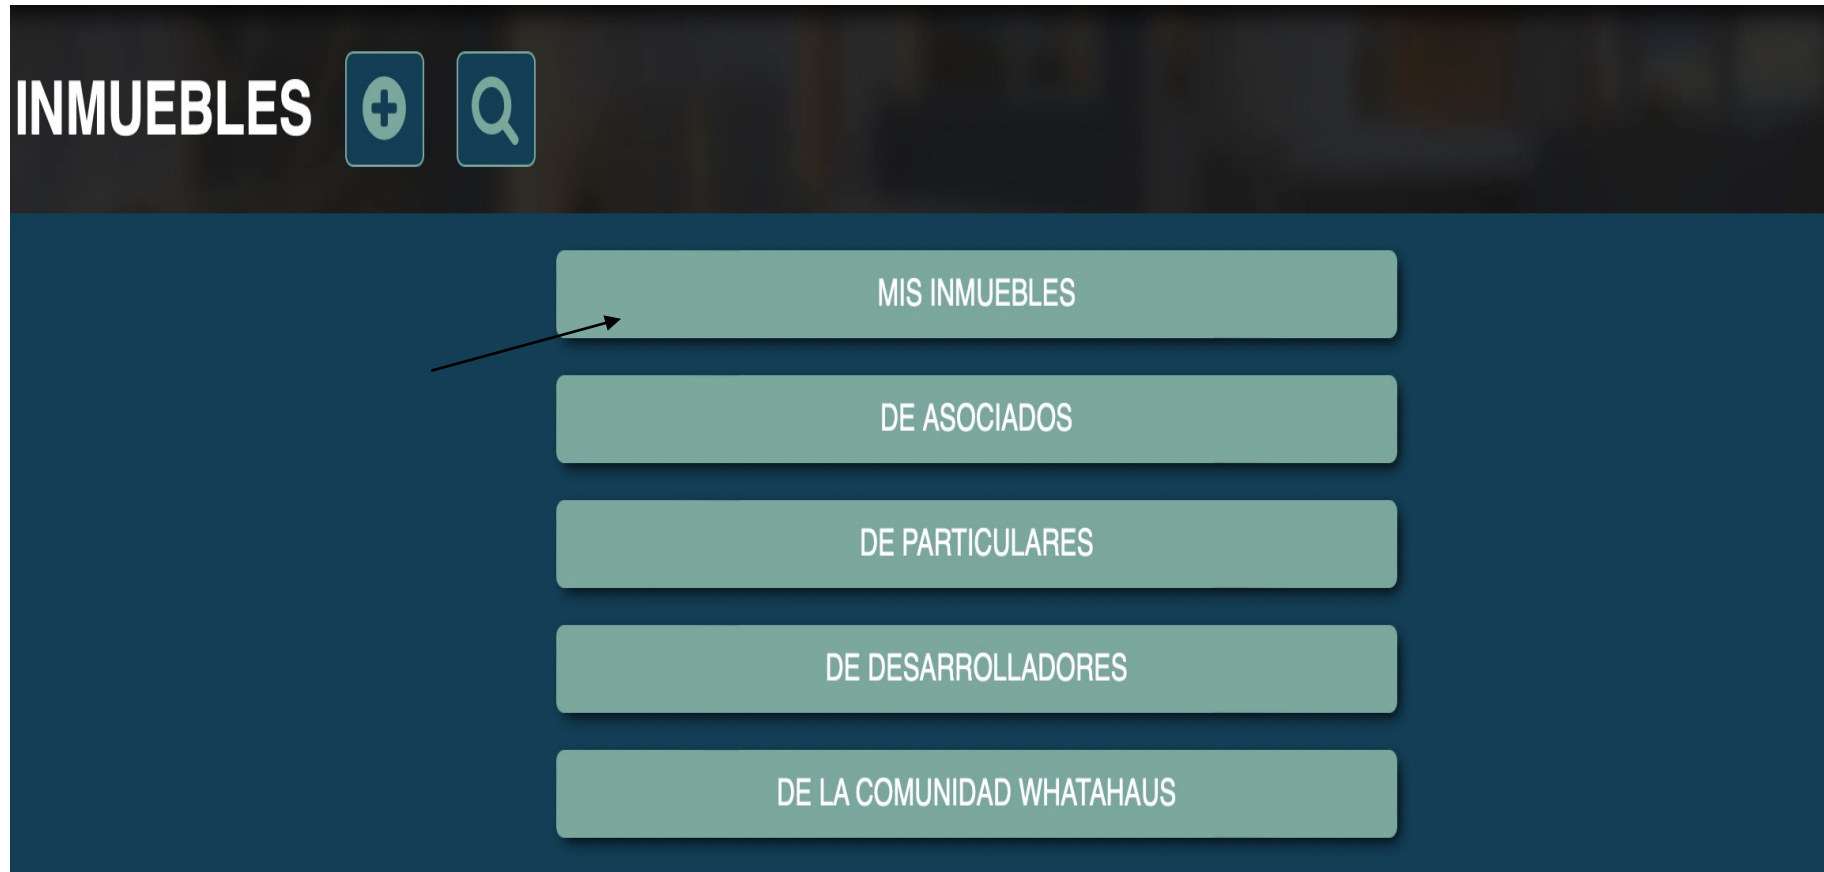 INMUEBLES
MIS INMUEBLES
DE ASOCIADOS
DE PARTICULARES
DE DESARROLLADORES
DE LA COMUNIDAD WHATAHAUS